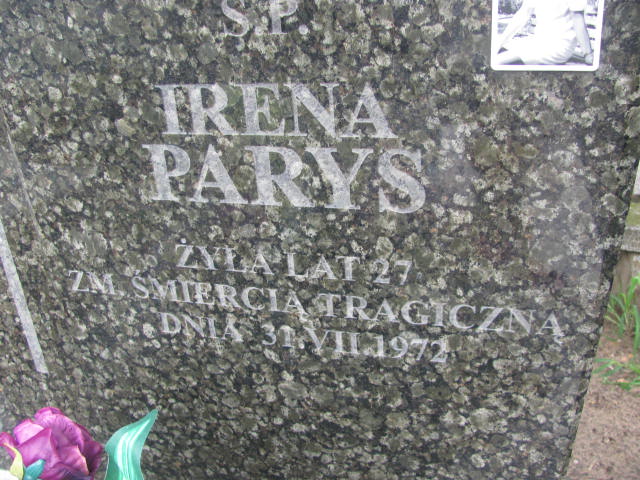 Ś.P.
IRENA
PARYS
ŻYŁA LAT 27
ZM. ŚMIERCIĄ TRAGICZNĄ
DNIA 31.VII.1972